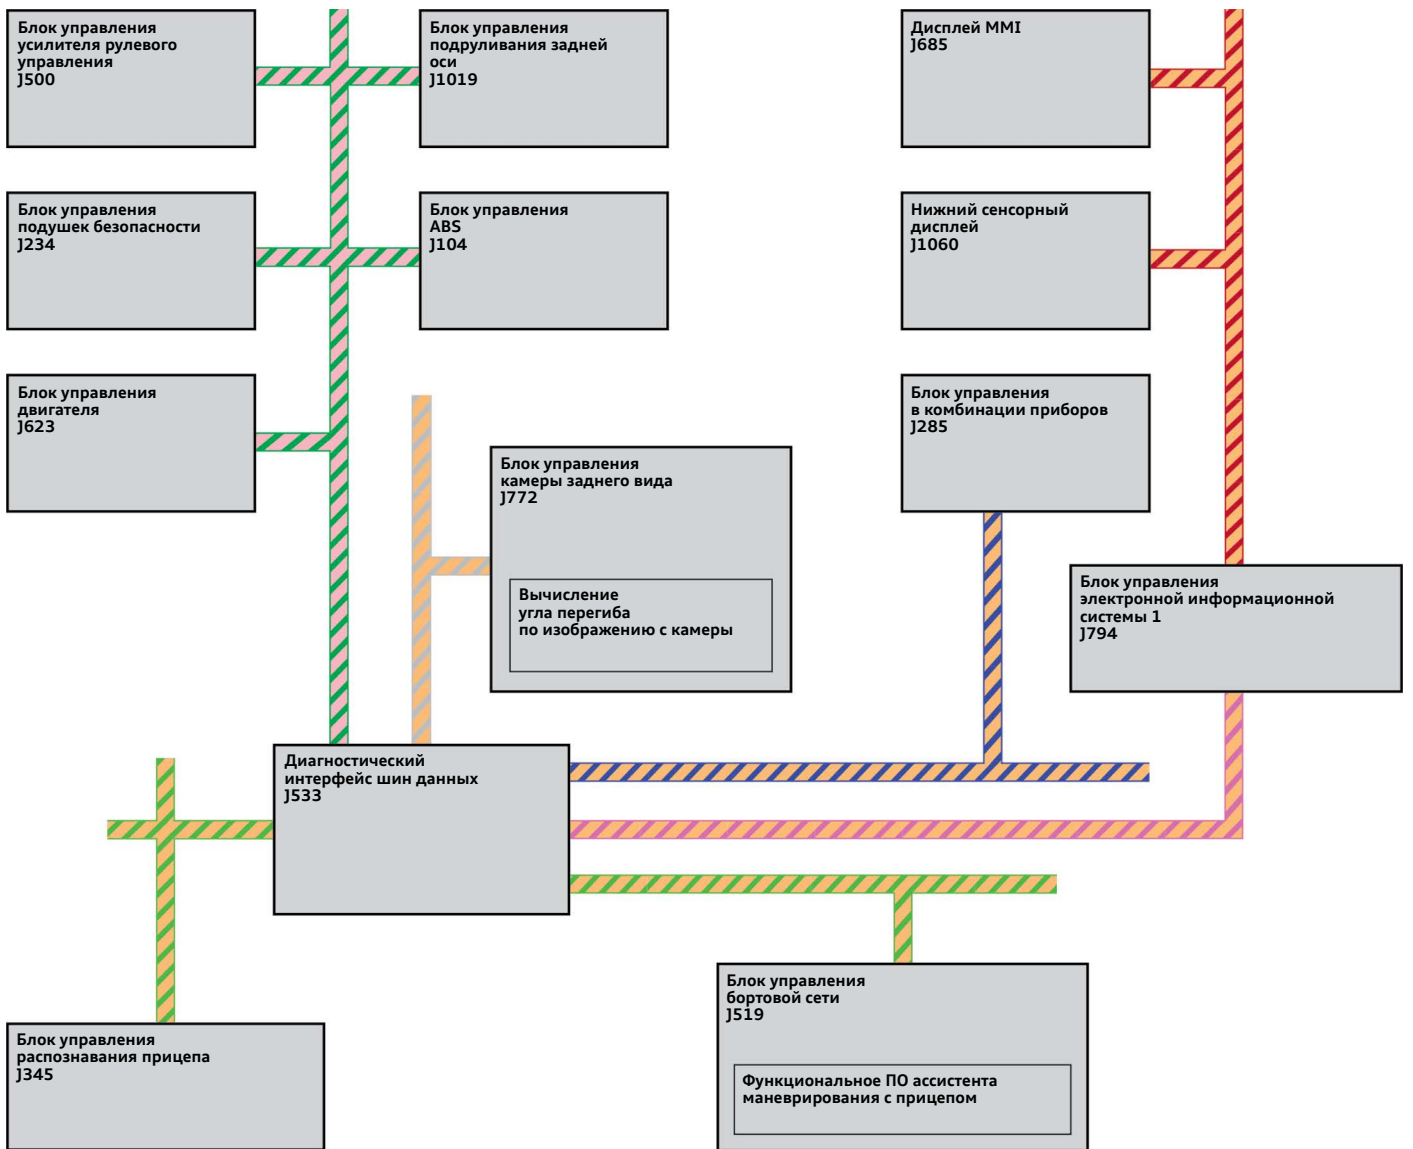 Блок управления
усилителя рулевого
управления
J500
Блок управления
подруливания задней
оси
J1019
Дисплей MMI
J685
Блок управления
подушек безопасности
J234
Блок управления
ABS
J104
Нижний сенсорный
дисплей
J1060
Блок управления
двигателя
J623
Блок управления
в комбинации приборов
J285
Блок управления
камеры заднего вида
J772
Вычисление
угла перегиба
по изображению с камеры
Блок управления
электронной информационной
системы 1
J794
Диагностический
интерфейс шин данных
J533
Блок управления
бортовой сети
J519
Функциональное ПО ассистента
маневрирования с прицепом
Блок управления
распознавания прицепа
J345